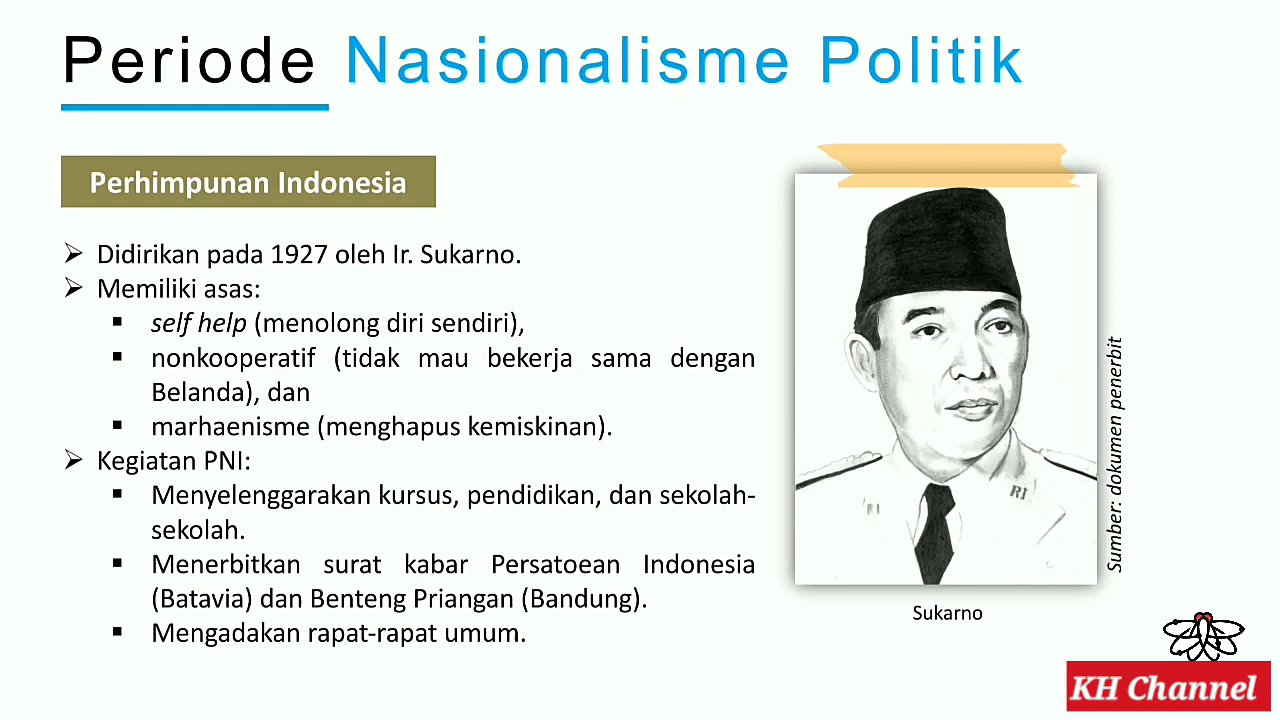 Periode Nasionalisme Politik
Perhimpunan Indonesia
➢ Didirikan pada 1927 oleh Ir. Sukarno.
➢ Memiliki asas:
▪ self help (menolong diri sendiri),
▪ nonkooperatif (tidak mau bekerja sama dengan
Belanda), dan
▪ marhaenisme (menghapus kemiskinan).
➢ Kegiatan PNI:
▪ Menyelenggarakan kursus, pendidikan, dan sekolah-
sekolah.
▪ Menerbitkan surat kabar Persatoean Indonesia
(Batavia) dan Benteng Priangan (Bandung).
▪ Mengadakan rapat-rapat umum.
RI
Sumber: dokumen penerbit
Sukarno
KH Channel